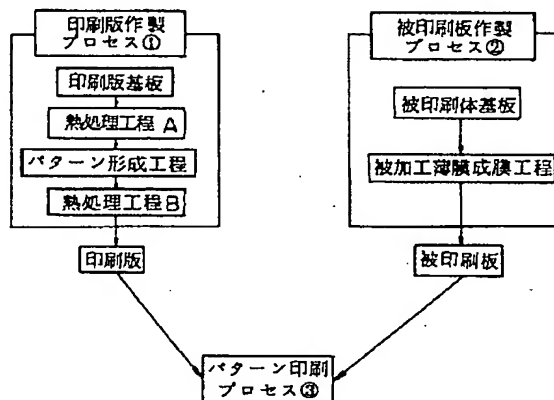 印刷版作製
プロセス①
印刷版基板
熱処理工程 A
パターン形成工程
熱処理工程 B
印刷版
被印刷板作製
プロセス②
被印刷体基板
被加工薄膜成膜工程
被印刷板
パターン印刷
プロセス③